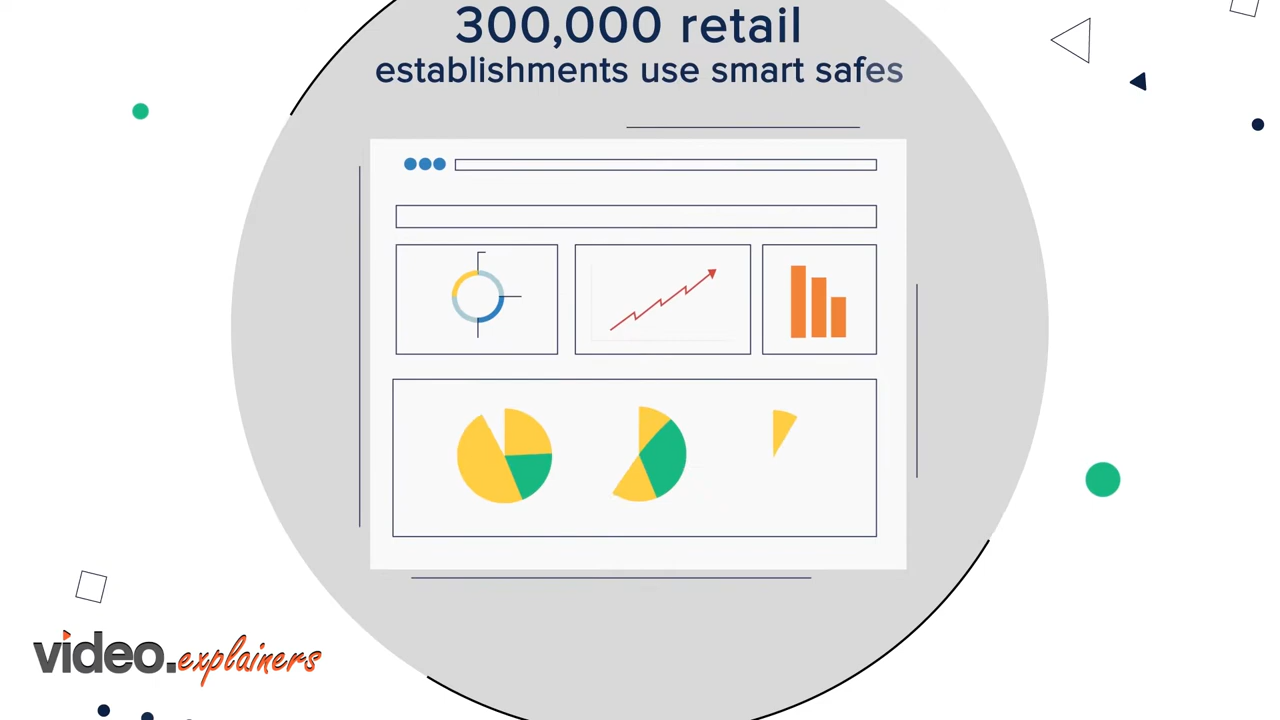 300,000 retail
establishments use smart safes
video.explainers